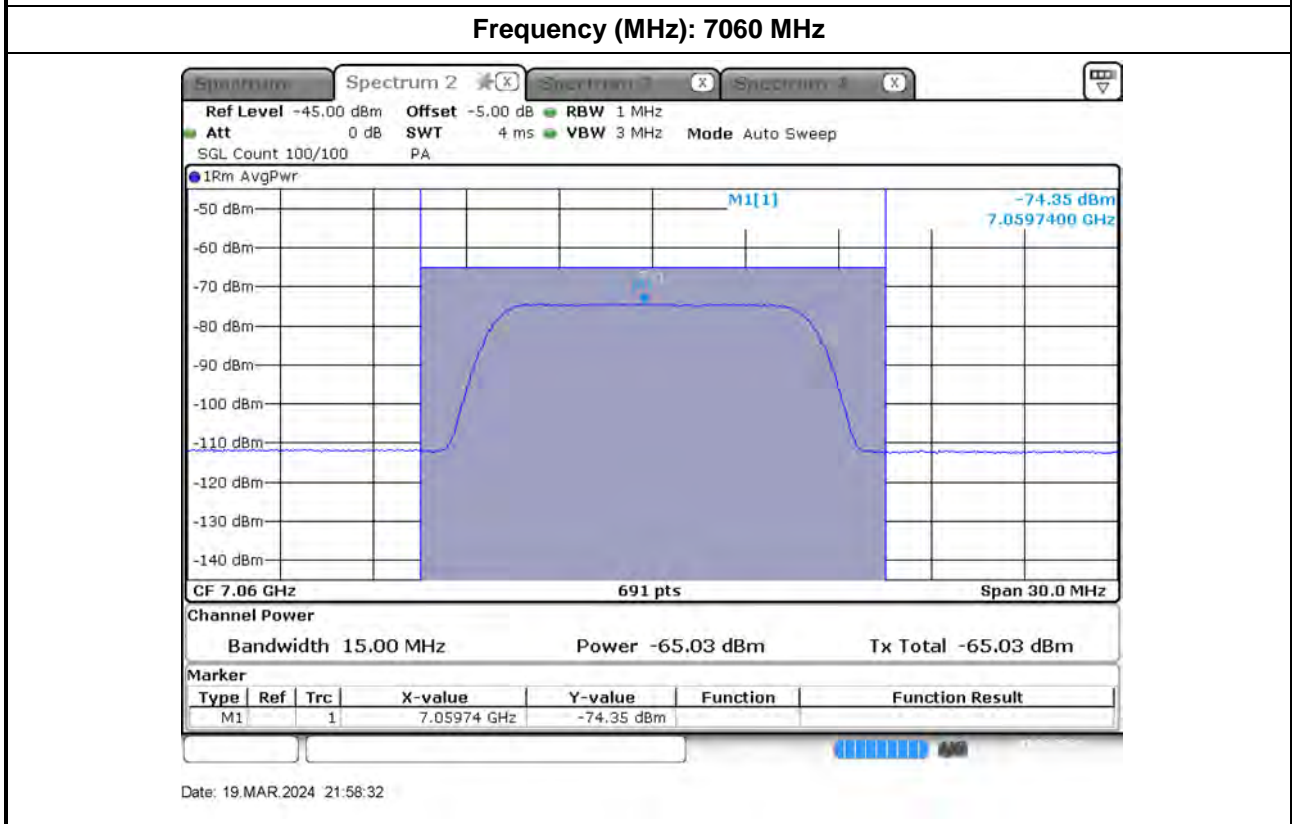 Frequency (MHz): 7060 MHz
Spectrum 2 X X X
Ref Level -45.00 dBm Offset -5.00 dB RBW 1 MHz
Att 0 dB SWT 4 ms VBW 3 MHz Mode Auto Sweep
SGL Count 100/100 PA
1Rm AvgPwr
M1[1] -74.35 dBm
7.0597400 GHz
-50 dBm
-60 dBm
-70 dBm
-80 dBm
-90 dBm
-100 dBm
-110 dBm
-120 dBm
-130 dBm
-140 dBm
CF 7.06 GHz 691 pts Span 30.0 MHz
Channel Power
Bandwidth 15.00 MHz Power -65.03 dBm Tx Total -65.03 dBm
Marker
Type Ref Trc X-value Y-value Function Function Result
M1 1 7.05974 GHz -74.35 dBm
Date: 19.MAR.2024 21:58:32